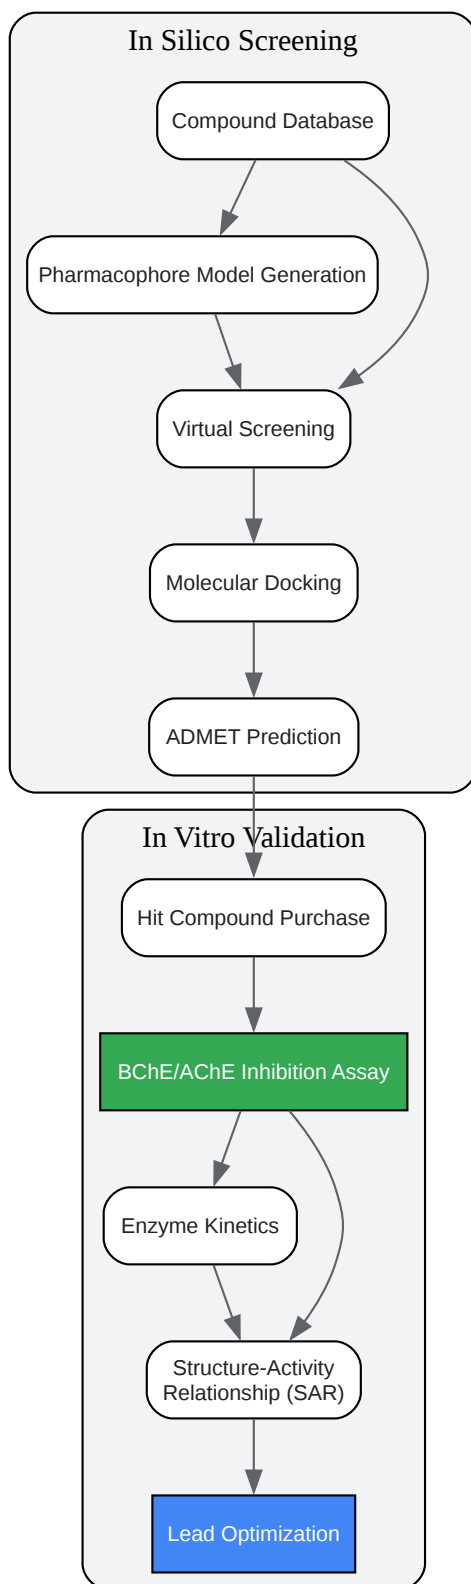 In Silico Screening
Compound Database
Pharmacophore Model Generation
Virtual Screening
Molecular Docking
ADMET Prediction
In Vitro Validation
Hit Compound Purchase
BChE/AChE Inhibition Assay
Enzyme Kinetics
Structure-Activity
Relationship (SAR)
Lead Optimization